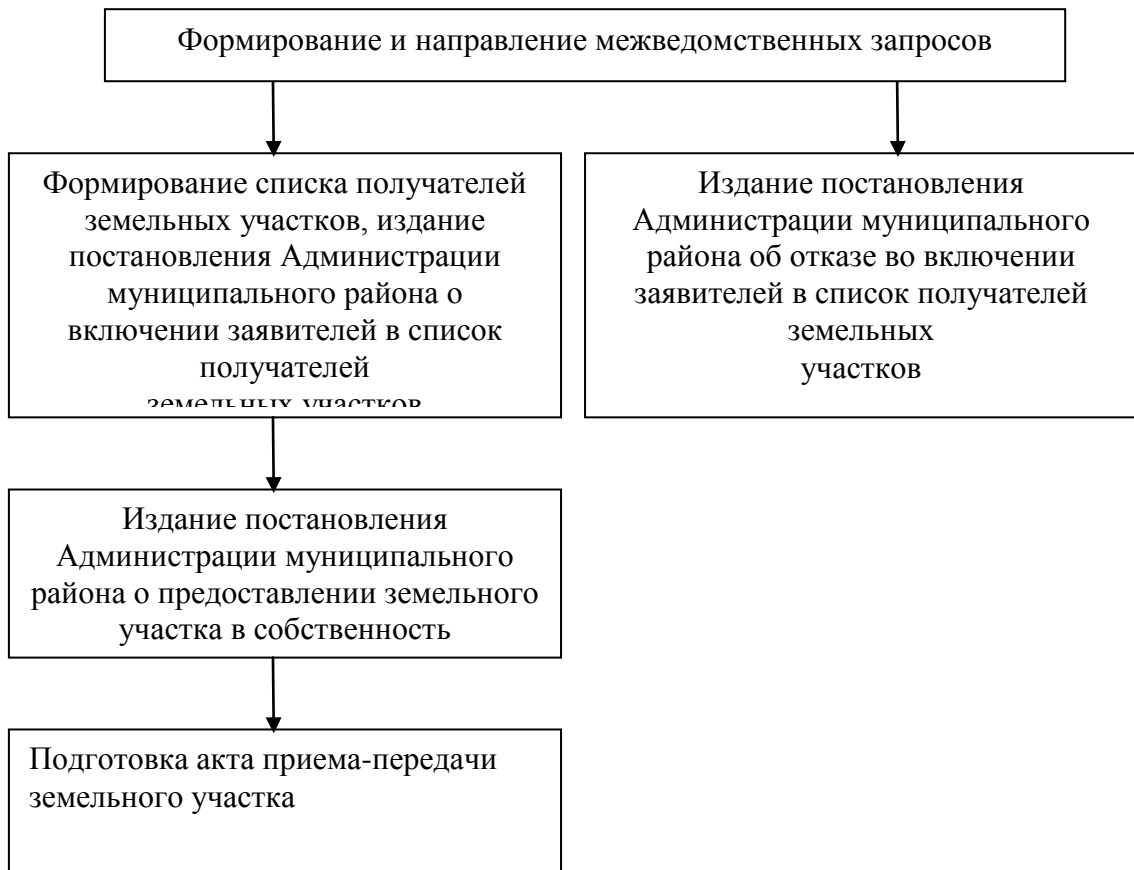 Формирование и направление межведомственных запросов
Формирование списка получателей
земельных участков, издание
постановления Администрации
муниципального района о
включении заявителей в список
получателей
земельных участков
Издание постановления
Администрации муниципального
района об отказе во включении
заявителей в список получателей
земельных
участков
Издание постановления
Администрации муниципального
района о предоставлении земельного
участка в собственность
Подготовка акта приема-передачи
земельного участка